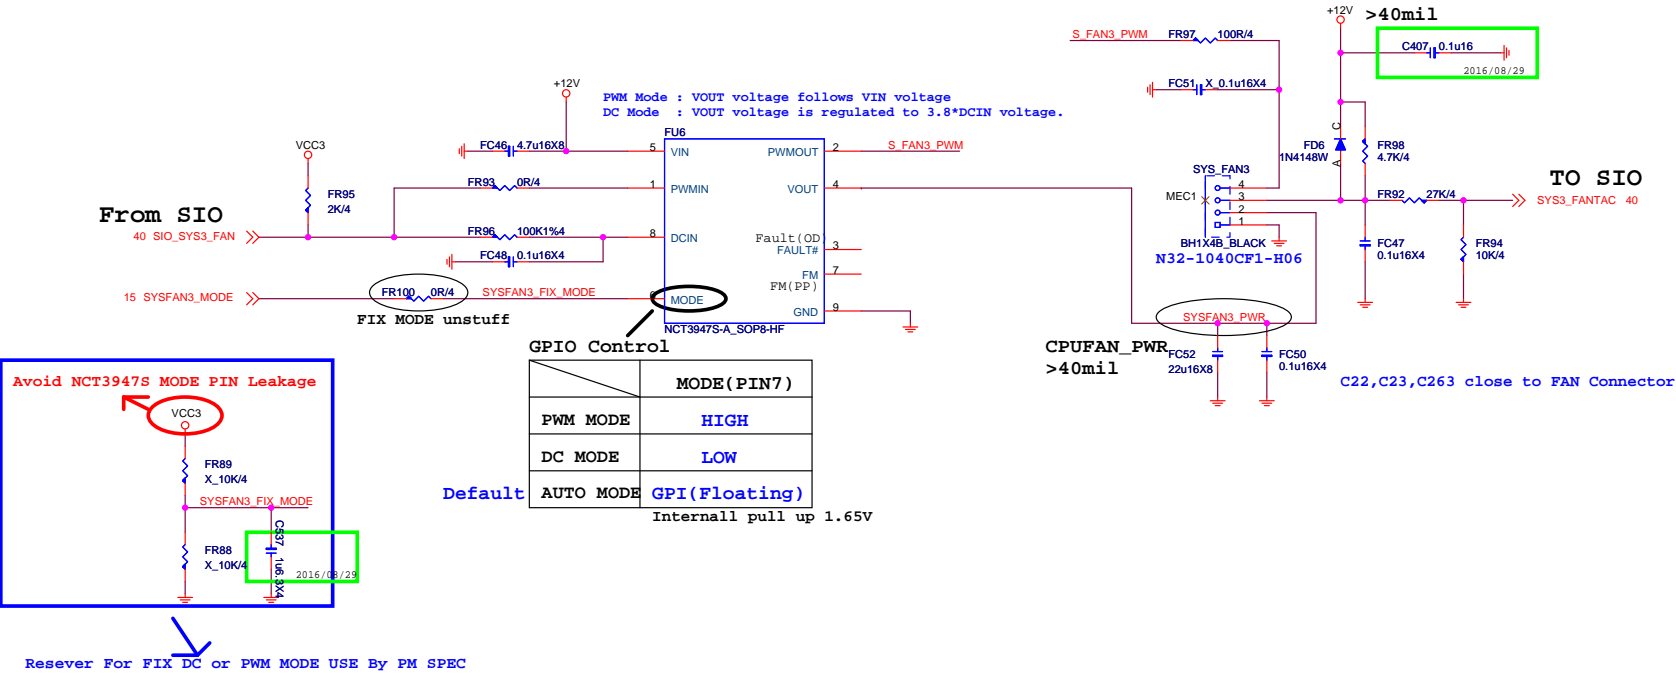 +12V
>40mil
S_FAN3_PWM
FR97
100R/4
C407
0.1u16
2016/08/29
+12V
FC51
X_0.1u16X4
PWM Mode : VOUT voltage follows VIN voltage
DC Mode : VOUT voltage is regulated to 3.8*DCIN voltage.
FU6
VCC3
FC46
4.7u16X8
5
VIN
PWMOUT
2
S_FAN3_PWM
C
FD6
1N4148W
A
FR98
4.7K/4
FR95
2K/4
FR93
0R/4
1
PWMIN
VOUT
4
SYS_FAN3
MEC1
4
3
2
1
BH1X4B_BLACK
N32-1040CF1-H06
FR92
27K/4
TO SIO
SYS3_FANTAC 40
From SIO
40 SIO_SYS3_FAN
FR96
100K1%4
8
DCIN
Fault(OD)
FAULT#
3
FC48
0.1u16X4
FM
7
FM(PP)
FC47
0.1u16X4
FR94
10K/4
15 SYSFAN3_MODE
FR100
0R/4
SYSFAN3_FIX_MODE
MODE
GND
9
FIX MODE unstuff
NCT3947S-A_SOP8-HF
SYSFAN3_PWR
GPIO Control
CPUFAN_PWR
>40mil
FC52
22u16X8
FC50
0.1u16X4
C22,C23,C263 close to FAN Connector
MODE(PIN7)
PWM MODE
HIGH
DC MODE
LOW
Default
AUTO MODE
GPI(Floating)
Internall pull up 1.65V
Avoid NCT3947S MODE PIN Leakage
VCC3
FR89
X_10K/4
SYSFAN3_FIX_MODE
FR88
X_10K/4
C537
1u6.3X4
2016/08/29
Resever For FIX DC or PWM MODE USE By PM SPEC